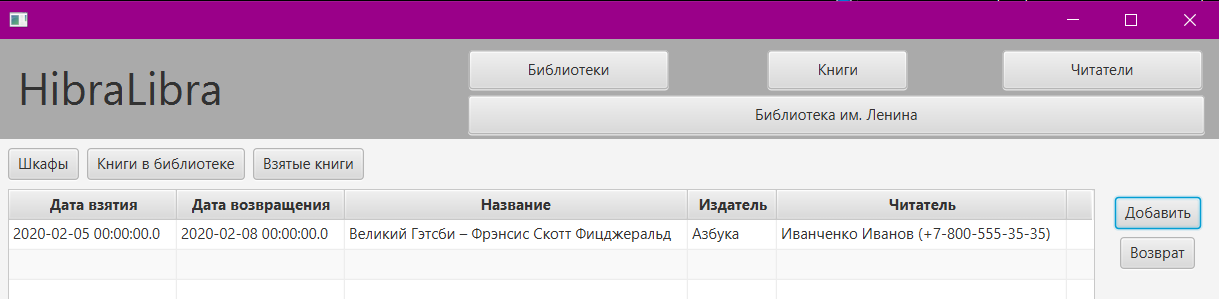 HibraLibra
Библиотеки Книги Читатели
Библиотека им. Ленина
Шкафы Книги в библиотеке Взятые книги
Дата взятия Дата возвращения Название Издатель Читатель
2020-02-05 00:00:00.0 2020-02-08 00:00:00.0 Великий Гэтсби – Фрэнсис Скотт Фицджеральд Азбука Иванченко Иванов (+7-800-555-35-35)
Добавить
Возврат